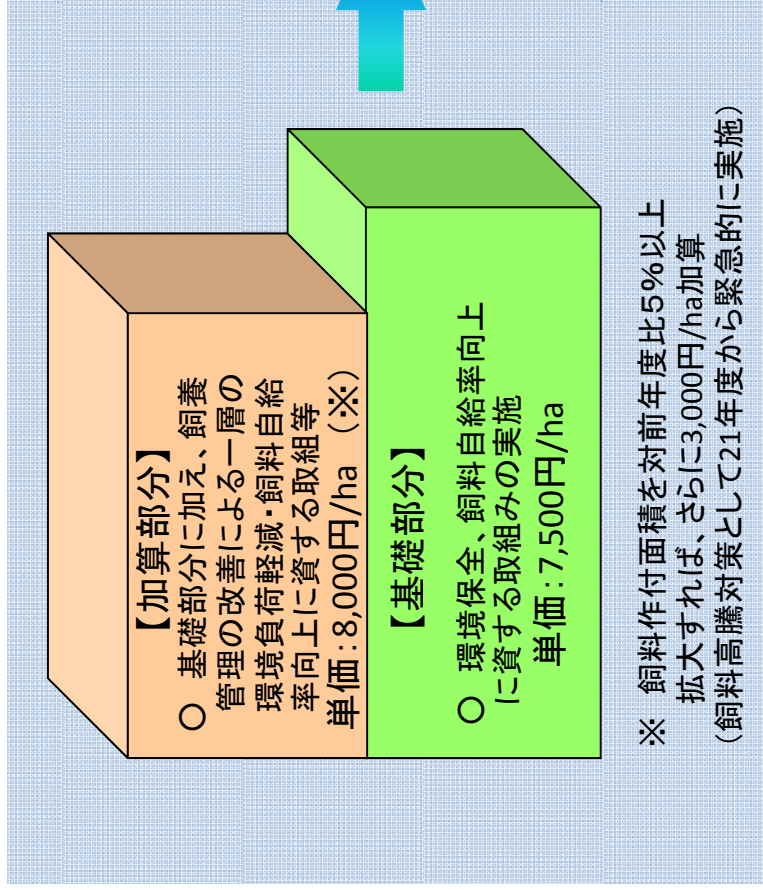 【加算部分】
○ 基礎部分に加え、飼養
管理の改善による一層の
環境負荷軽減・飼料自給
率向上に資する取組等
単価:8,000円/ha (※)
【基礎部分】
○ 環境保全、飼料自給率向上
に資する取組みの実施
単価:7,500円/ha
※ 飼料作付面積を対前年度比5%以上
拡大すれば、さらに3,000円/ha加算
(飼料高騰対策として21年度から緊急的に実施)